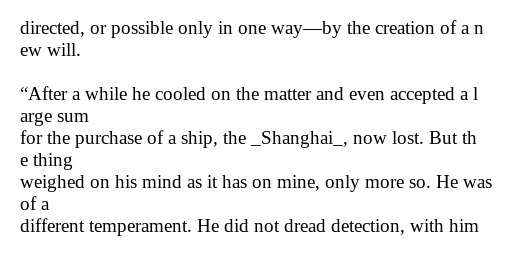 directed, or possible only in one way—by the creation of a n
ew will.

“After a while he cooled on the matter and even accepted a l
arge sum
for the purchase of a ship, the _Shanghai_, now lost. But th
e thing
weighed on his mind as it has on mine, only more so. He was
of a
different temperament. He did not dread detection, with him